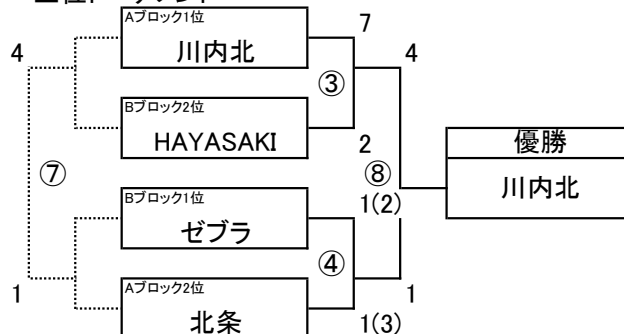 Aブロック1位
7
4
川内北
4
③
Bブロック2位
HAYASAKI
2
優勝
⑦
⑧
川内北
Bブロック1位
1(2)
ゼブラ
④
Aブロック2位
1
1
北条
1(3)